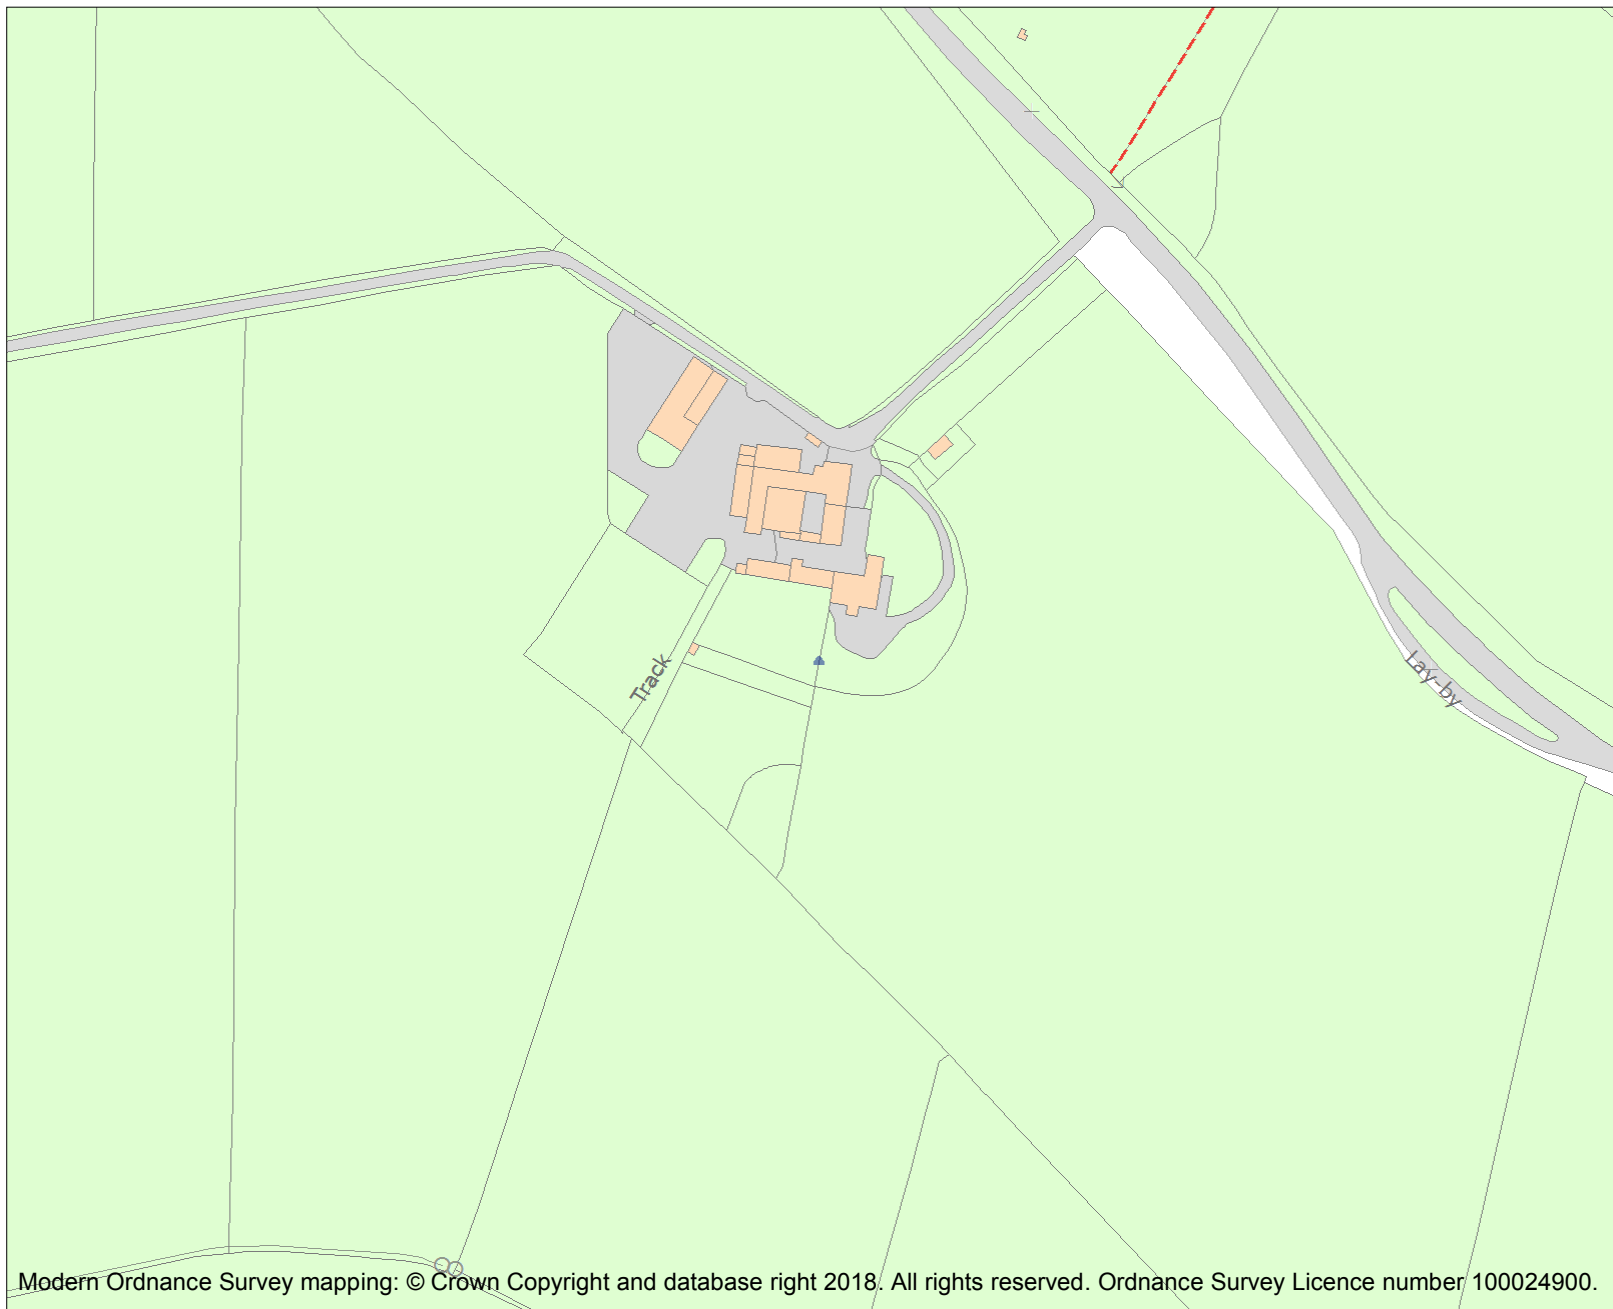 Track
Lay-by
Modern Ordnance Survey mapping: © Crown Copyright and database right 2018. All rights reserved. Ordnance Survey Licence number 100024900.